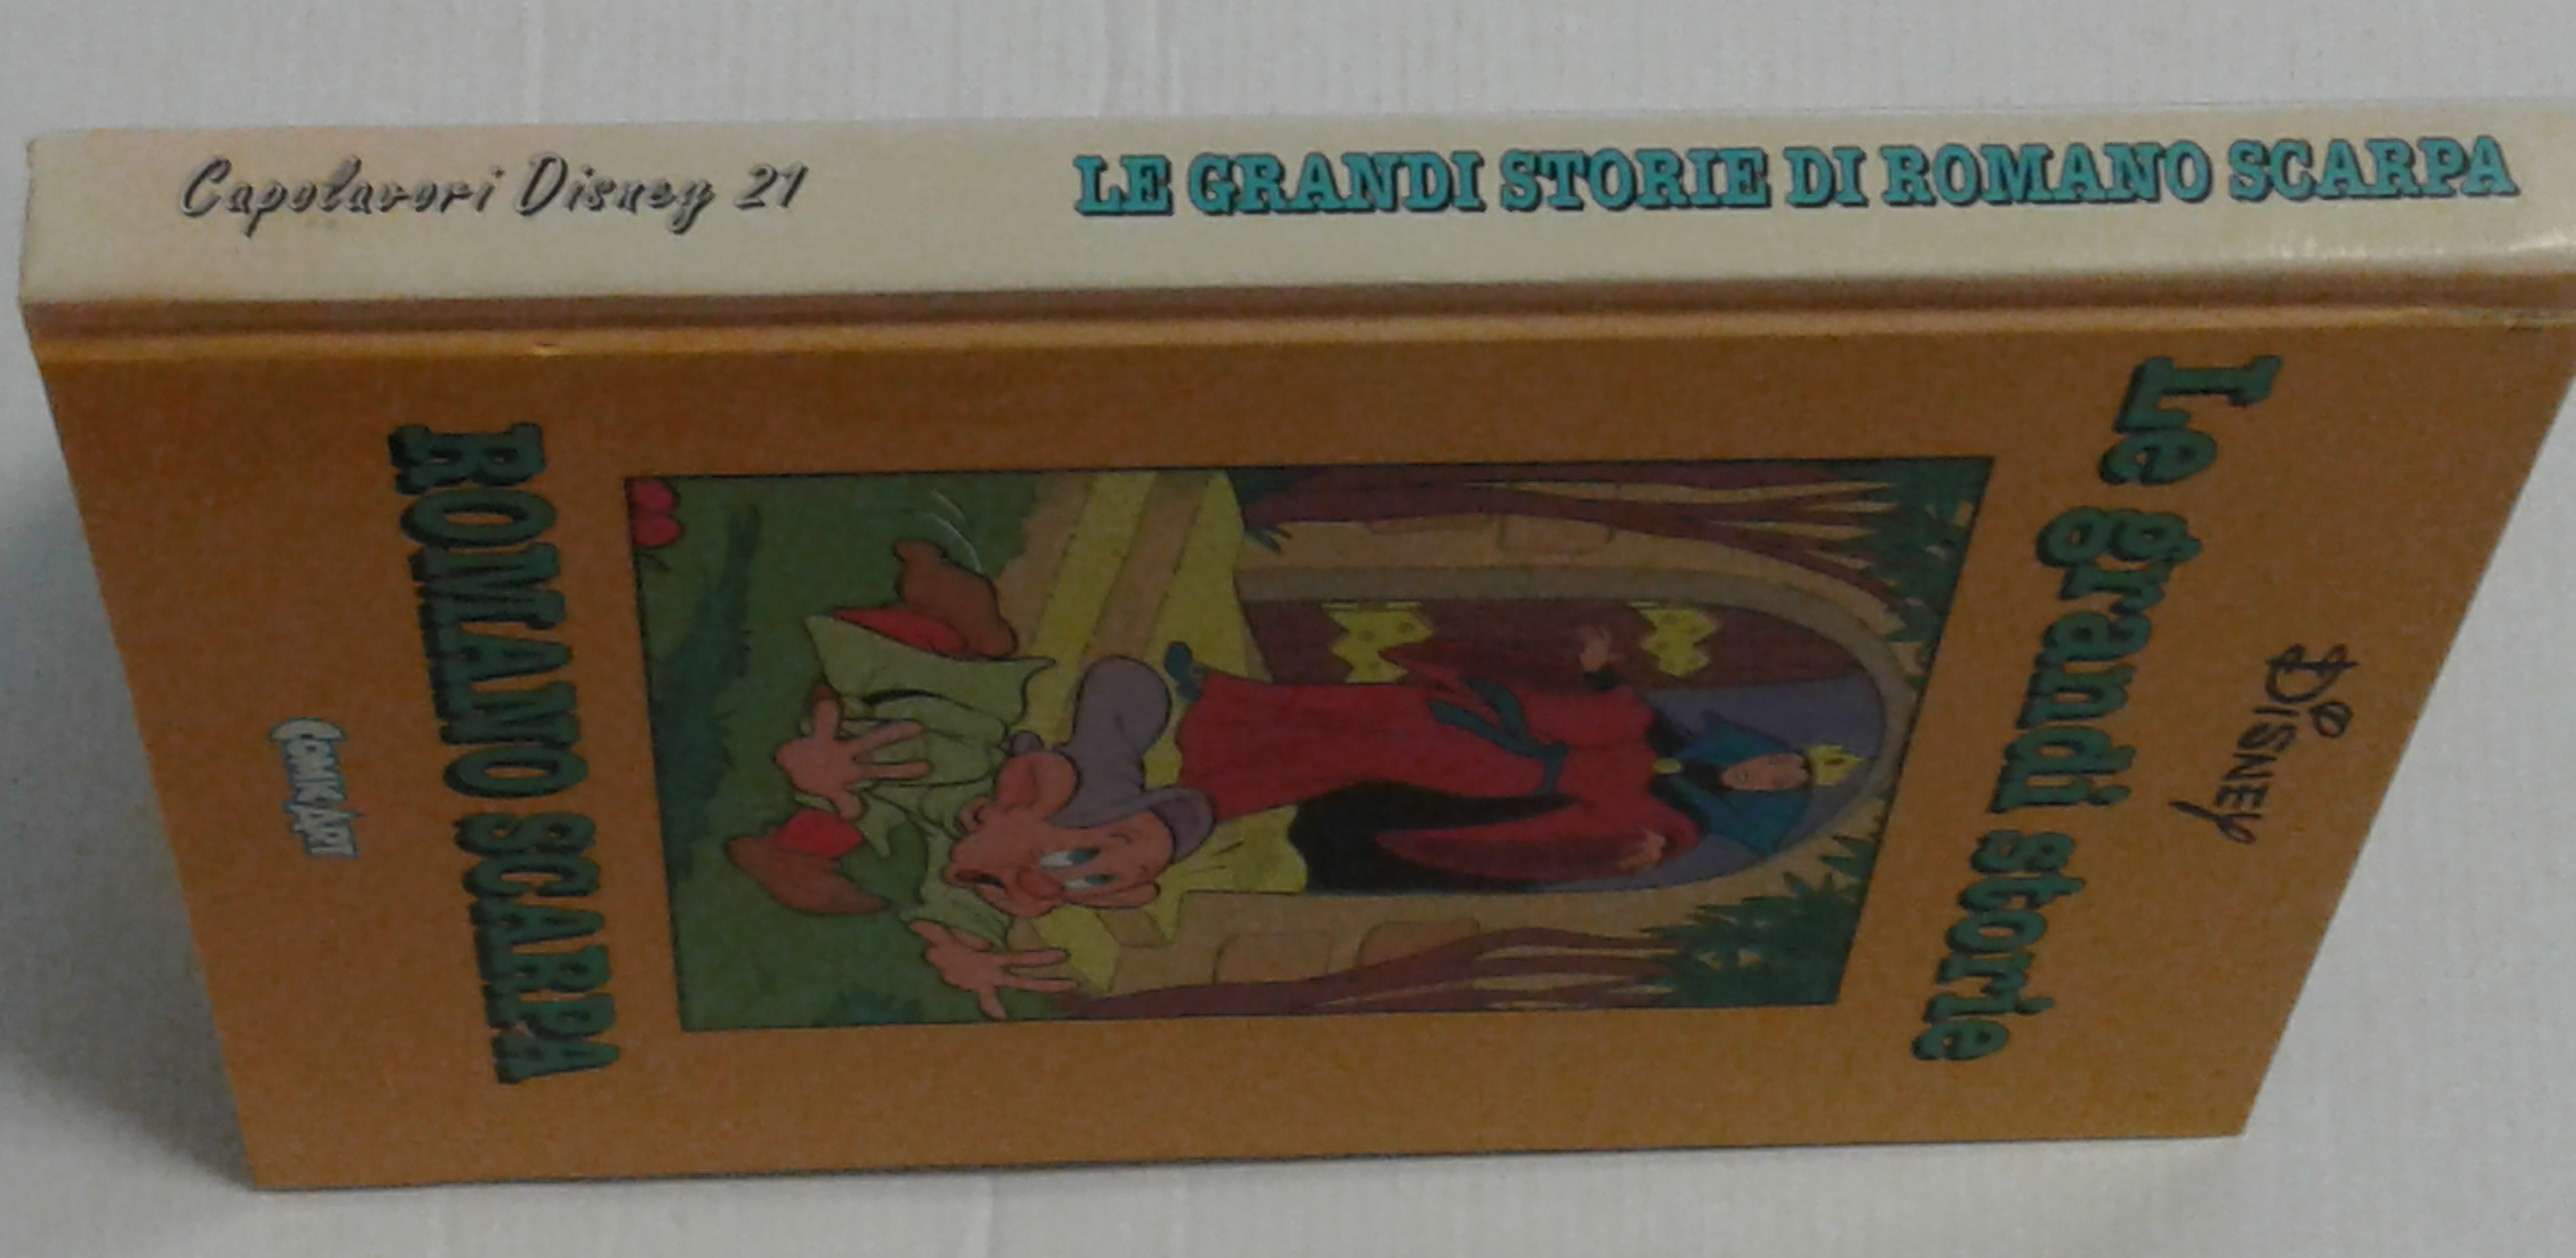 Capolavori Disney 21
LE GRANDI STORIE DI ROMANO SCARPA
DISNEY
Le grandi storie
ROMANO SCARPA
COMIC ART